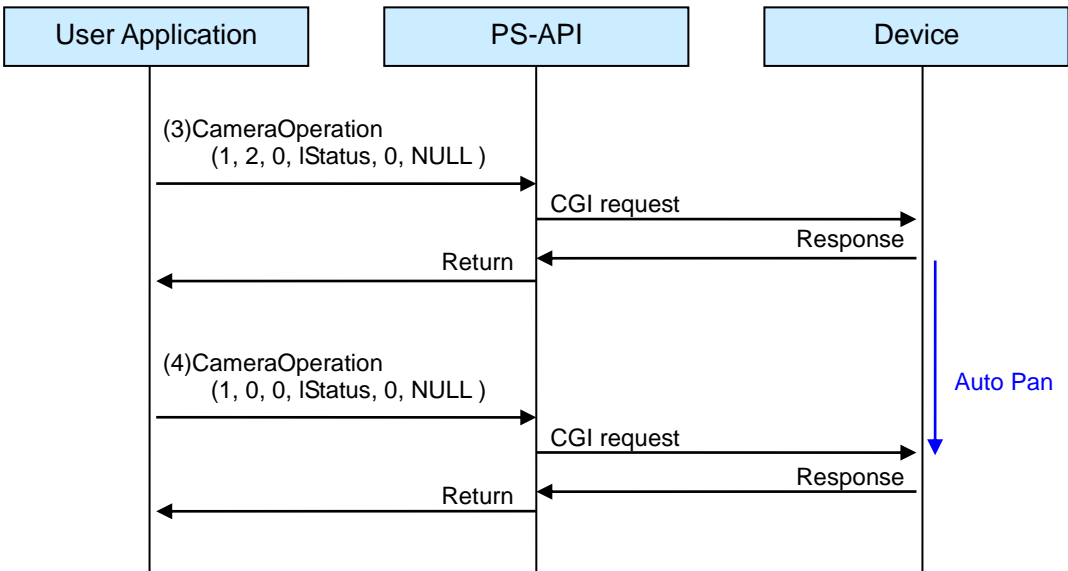 User Application
PS-API
Device
(3)CameraOperation
(1, 2, 0, lStatus, 0, NULL )
CGI request
Response
Return
(4)CameraOperation
(1, 0, 0, lStatus, 0, NULL )
Auto Pan
CGI request
Response
Return